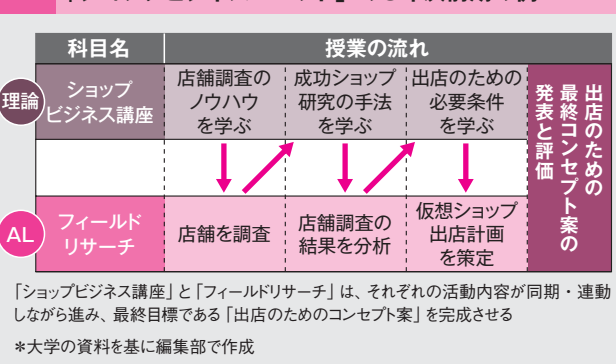 科目名
授業の流れ
理論
ショップ
ビジネス講座
店舗調査の
ノウハウ
を学ぶ
成功ショップ
研究の手法
を学ぶ
出店のための
必要条件
を学ぶ
出店のための
最終コンセプト案の
発表と評価
AL
フィールド
リサーチ
店舗を調査
店舗調査の
結果を分析
仮想ショップ
出店計画
を策定
「ショップビジネス講座」と「フィールドリサーチ」は、それぞれの活動内容が同期・連動
しながら進み、最終目標である「出店のためのコンセプト案」を完成させる
*大学の資料を基に編集部で作成